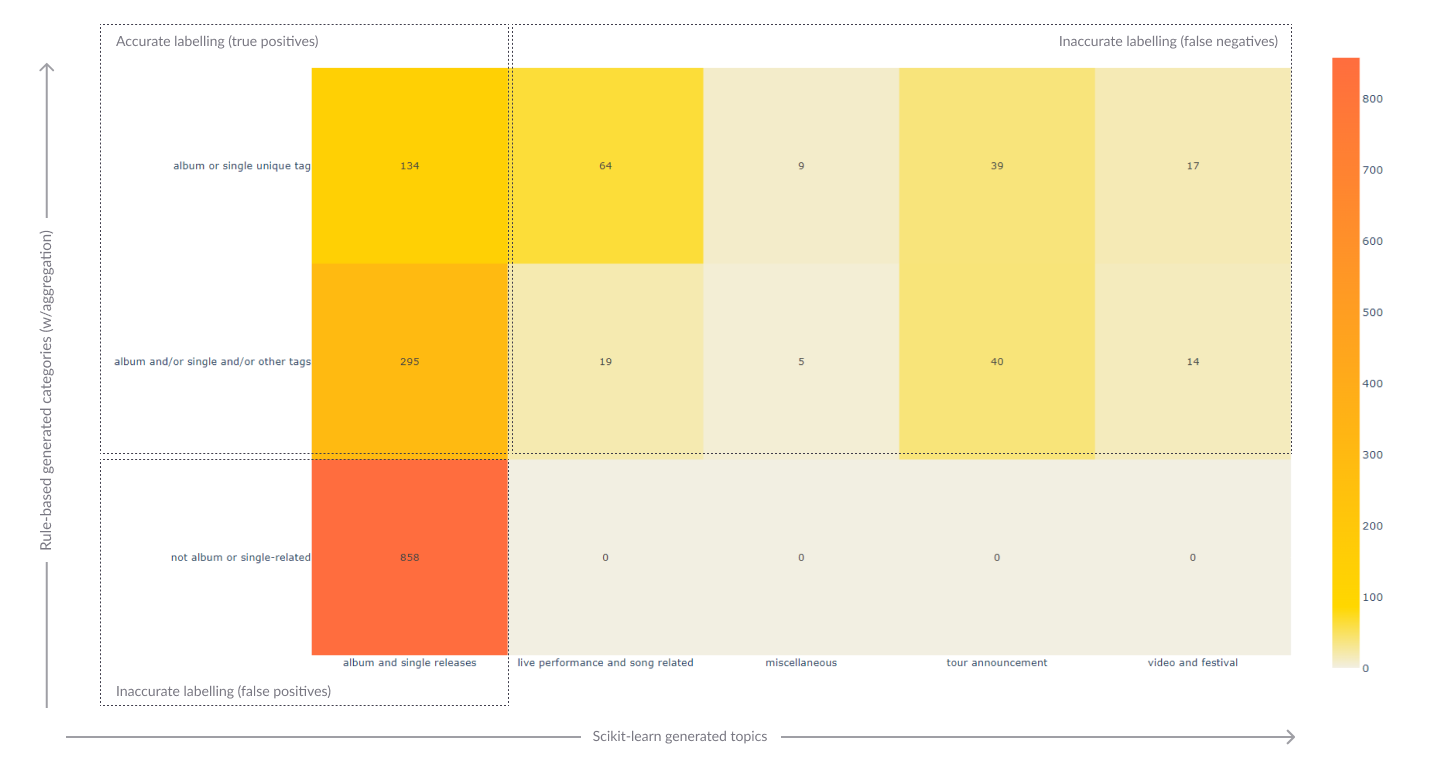 Accurate labelling (true positives)
Inaccurate labelling (false negatives)
album or single unique tag
134
64
9
39
17
album and/or single and/or other tags
295
19
5
40
14
not album or single-related
858
0
0
0
0
album and single releases
live performance and song related
miscellaneous
tour announcement
video and festival
Inaccurate labelling (false positives)
Scikit-learn generated topics
Rule-based generated categories (w/aggregation)
800
700
600
500
400
300
200
100
0